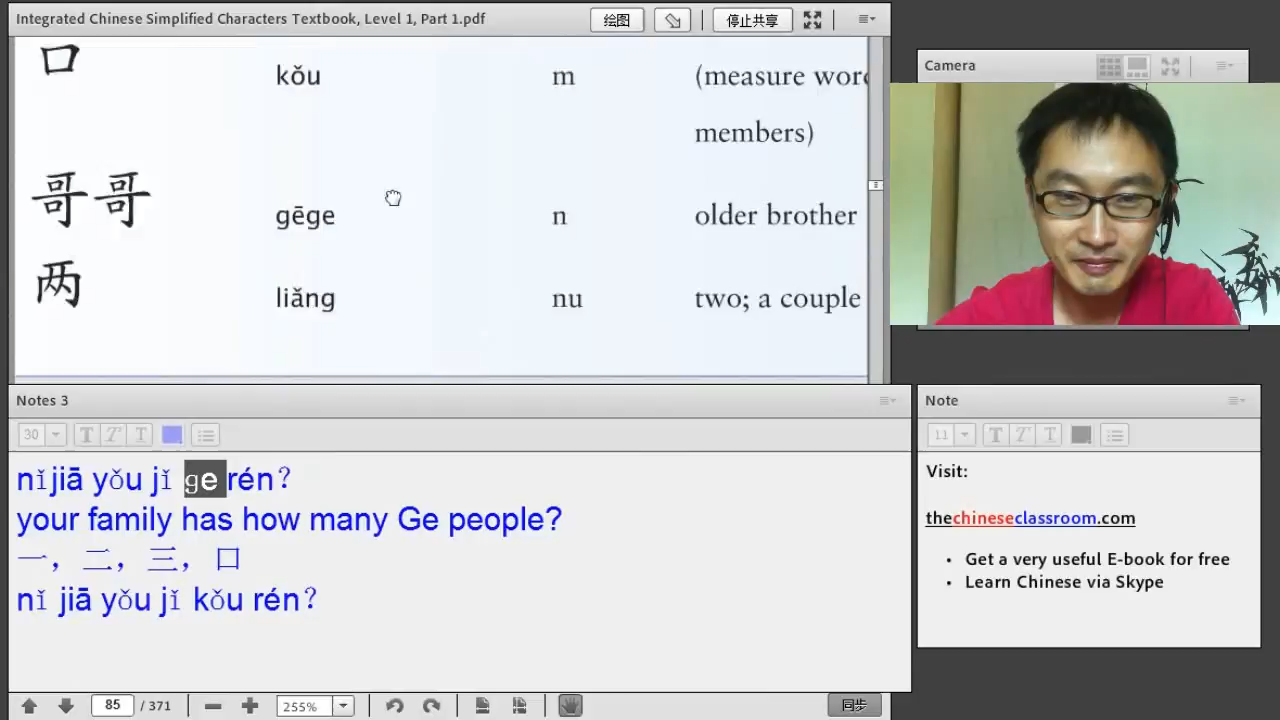 Integrated Chinese Simplified Characters Textbook, Level 1, Part 1.pdf
绘图
停止共享
口 kǒu m (measure word
members)
哥哥 gēge n older brother
两 liǎng nu two; a couple
Camera
Notes 3
30
nǐ jiā yǒu jǐ ge rén?
your family has how many Ge people?
一，二，三，口
nǐ jiā yǒu jǐ kǒu rén?
85 / 371
255%
同步
Note
11
Visit:
thechineseclassroom.com
• Get a very useful E-book for free
• Learn Chinese via Skype